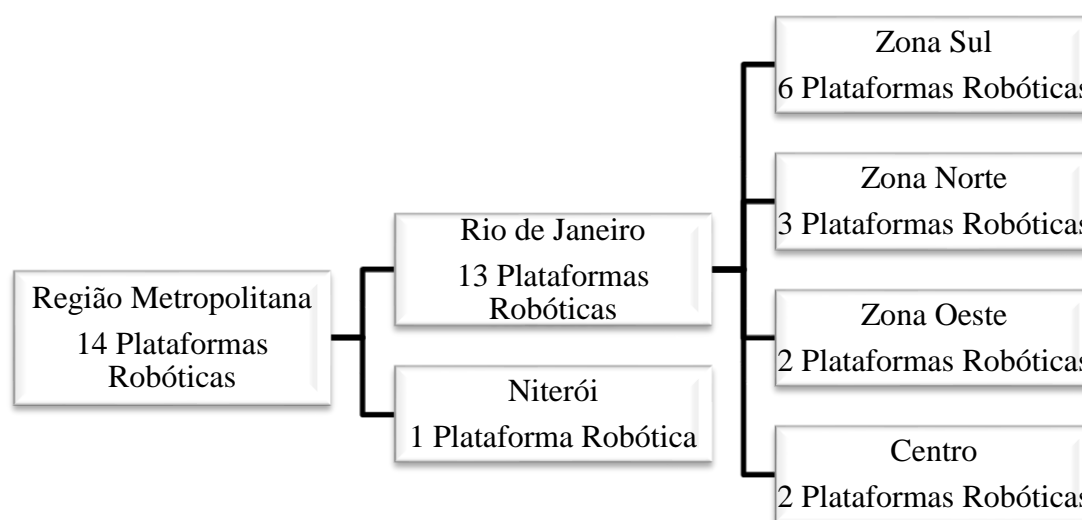 Região Metropolitana
14 Plataformas
Robóticas
Rio de Janeiro
13 Plataformas
Robóticas
Niterói
1 Plataforma Robótica
Zona Sul
6 Plataformas Robóticas
Zona Norte
3 Plataformas Robóticas
Zona Oeste
2 Plataformas Robóticas
Centro
2 Plataformas Robóticas